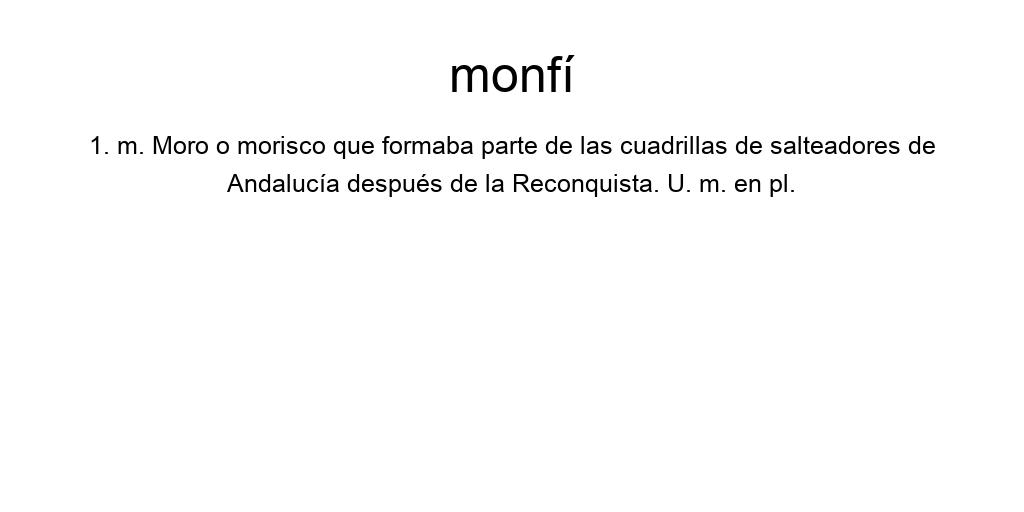 monfí
1. m. Moro o morisco que formaba parte de las cuadrillas de salteadores de
Andalucía después de la Reconquista. U. m. en pl.